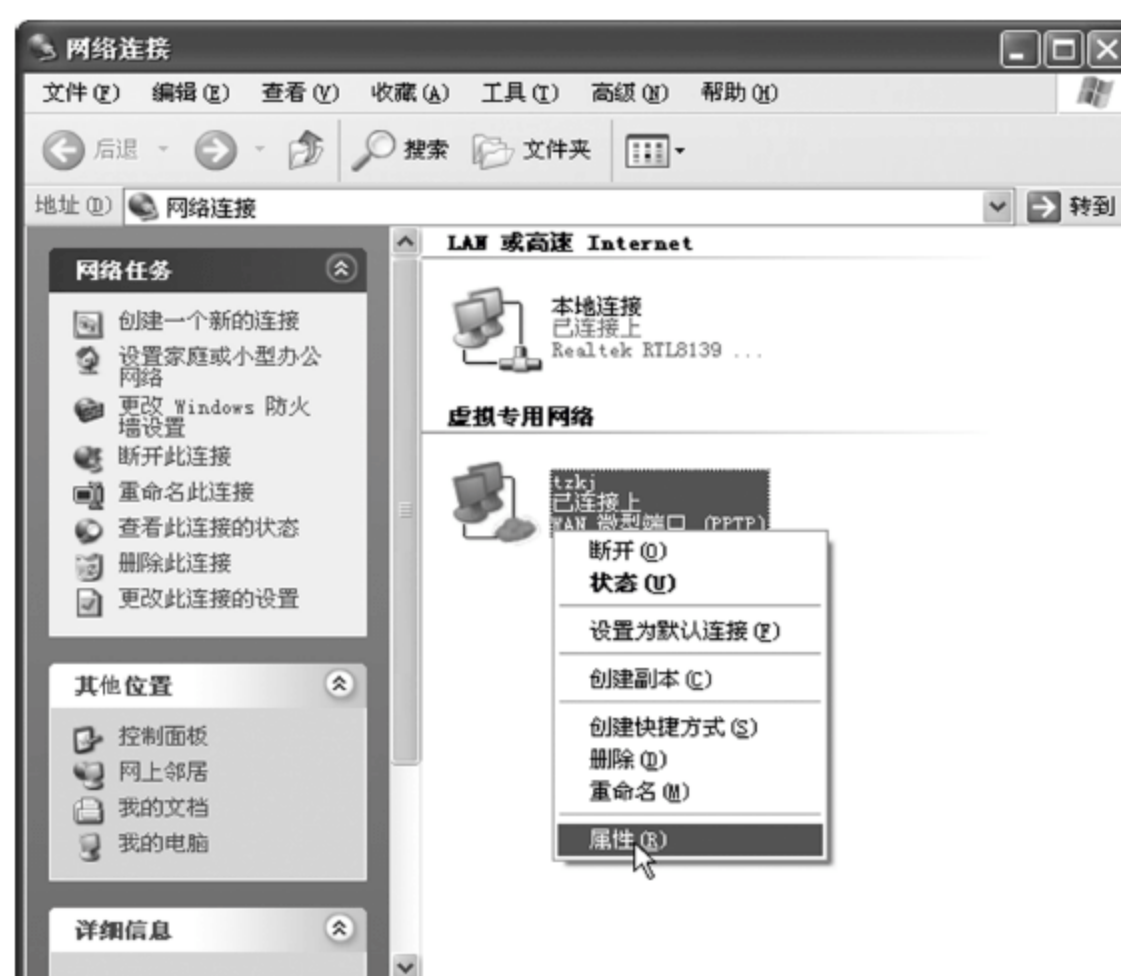 网络连接
文件(F) 编辑(E) 查看(V) 收藏(A) 工具(T) 高级(N) 帮助(H)
后退 搜索 文件夹
地址(D) 网络连接 转到
网络任务
创建一个新的连接
设置家庭或小型办公
网络
更改 Windows 防火
墙设置
断开此连接
重命名此连接
查看此连接的状态
删除此连接
更改此连接的设置
其他位置
控制面板
网上邻居
我的文档
我的电脑
详细信息
LAN 或高速 Internet
本地连接
已连接上
Realtek RTL8139 ...
虚拟专用网络
tzkj
已连接上
WAN 微型端口 (PPTP)
断开(O)
状态(U)
设置为默认连接(F)
创建副本(C)
创建快捷方式(S)
删除(D)
重命名(M)
属性(R)